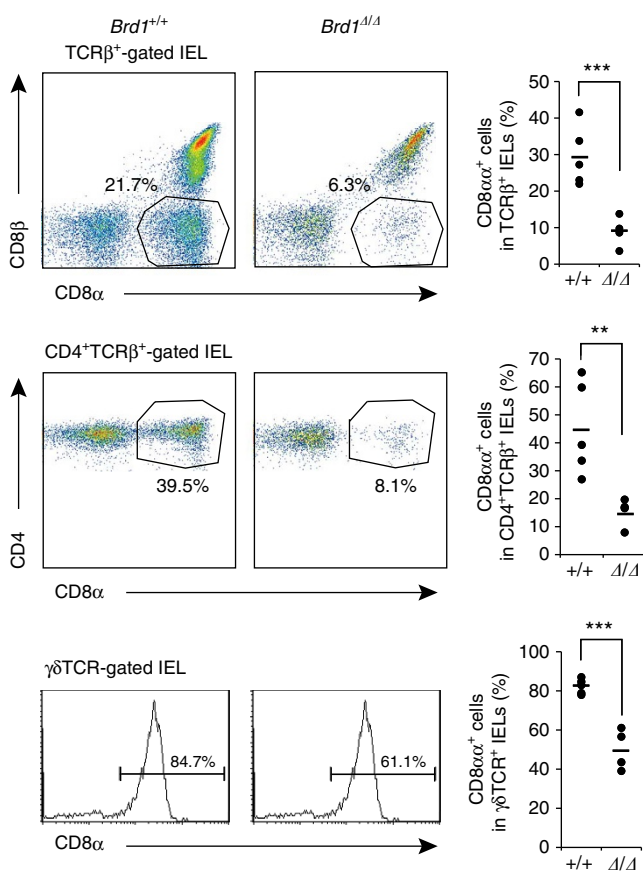 Brd1+/+ Brd1Δ/Δ
TCRβ+-gated IEL
21.7%
6.3%
CD8β
CD8α
***
50
40
30
20
10
0
CD8αα+ cells
in TCRβ+ IELs (%)
+/+ Δ/Δ
CD4+TCRβ+-gated IEL
39.5%
8.1%
CD4
CD8α
**
70
60
50
40
30
20
10
0
CD8αα+ cells
in CD4+TCRβ+ IELs (%)
+/+ Δ/Δ
γδTCR-gated IEL
84.7%
61.1%
CD8α
***
100
80
60
40
20
0
CD8αα+ cells
in γδTCR+ IELs (%)
+/+ Δ/Δ